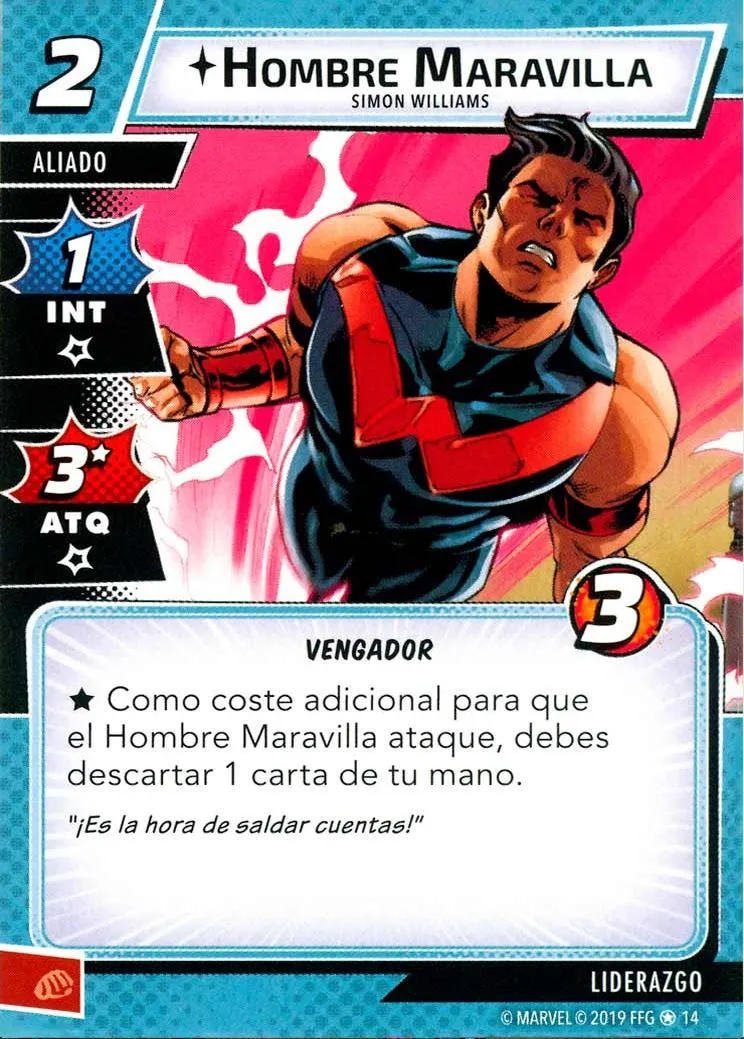 2
HOMBRE MARAVILLA
SIMON WILLIAMS
ALIADO
1
INT
3
ATQ
3
VENGADOR
★ Como coste adicional para que
el Hombre Maravilla ataque, debes
descartar 1 carta de tu mano.
"¡Es la hora de saldar cuentas!"
LIDERAZGO
© MARVEL © 2019 FFG 14